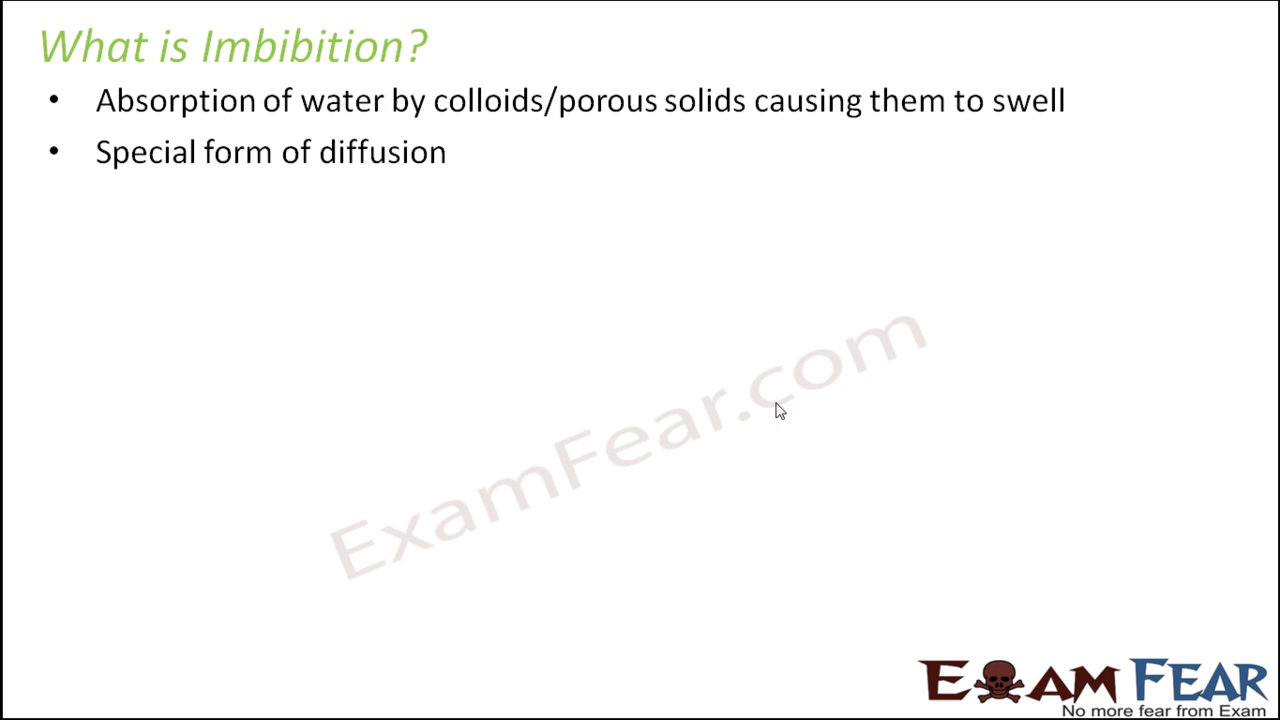 What is Imbibition?
• Absorption of water by colloids/porous solids causing them to swell
• Special form of diffusion
ExamFear.com
EXAM FEAR
No more fear from Exam